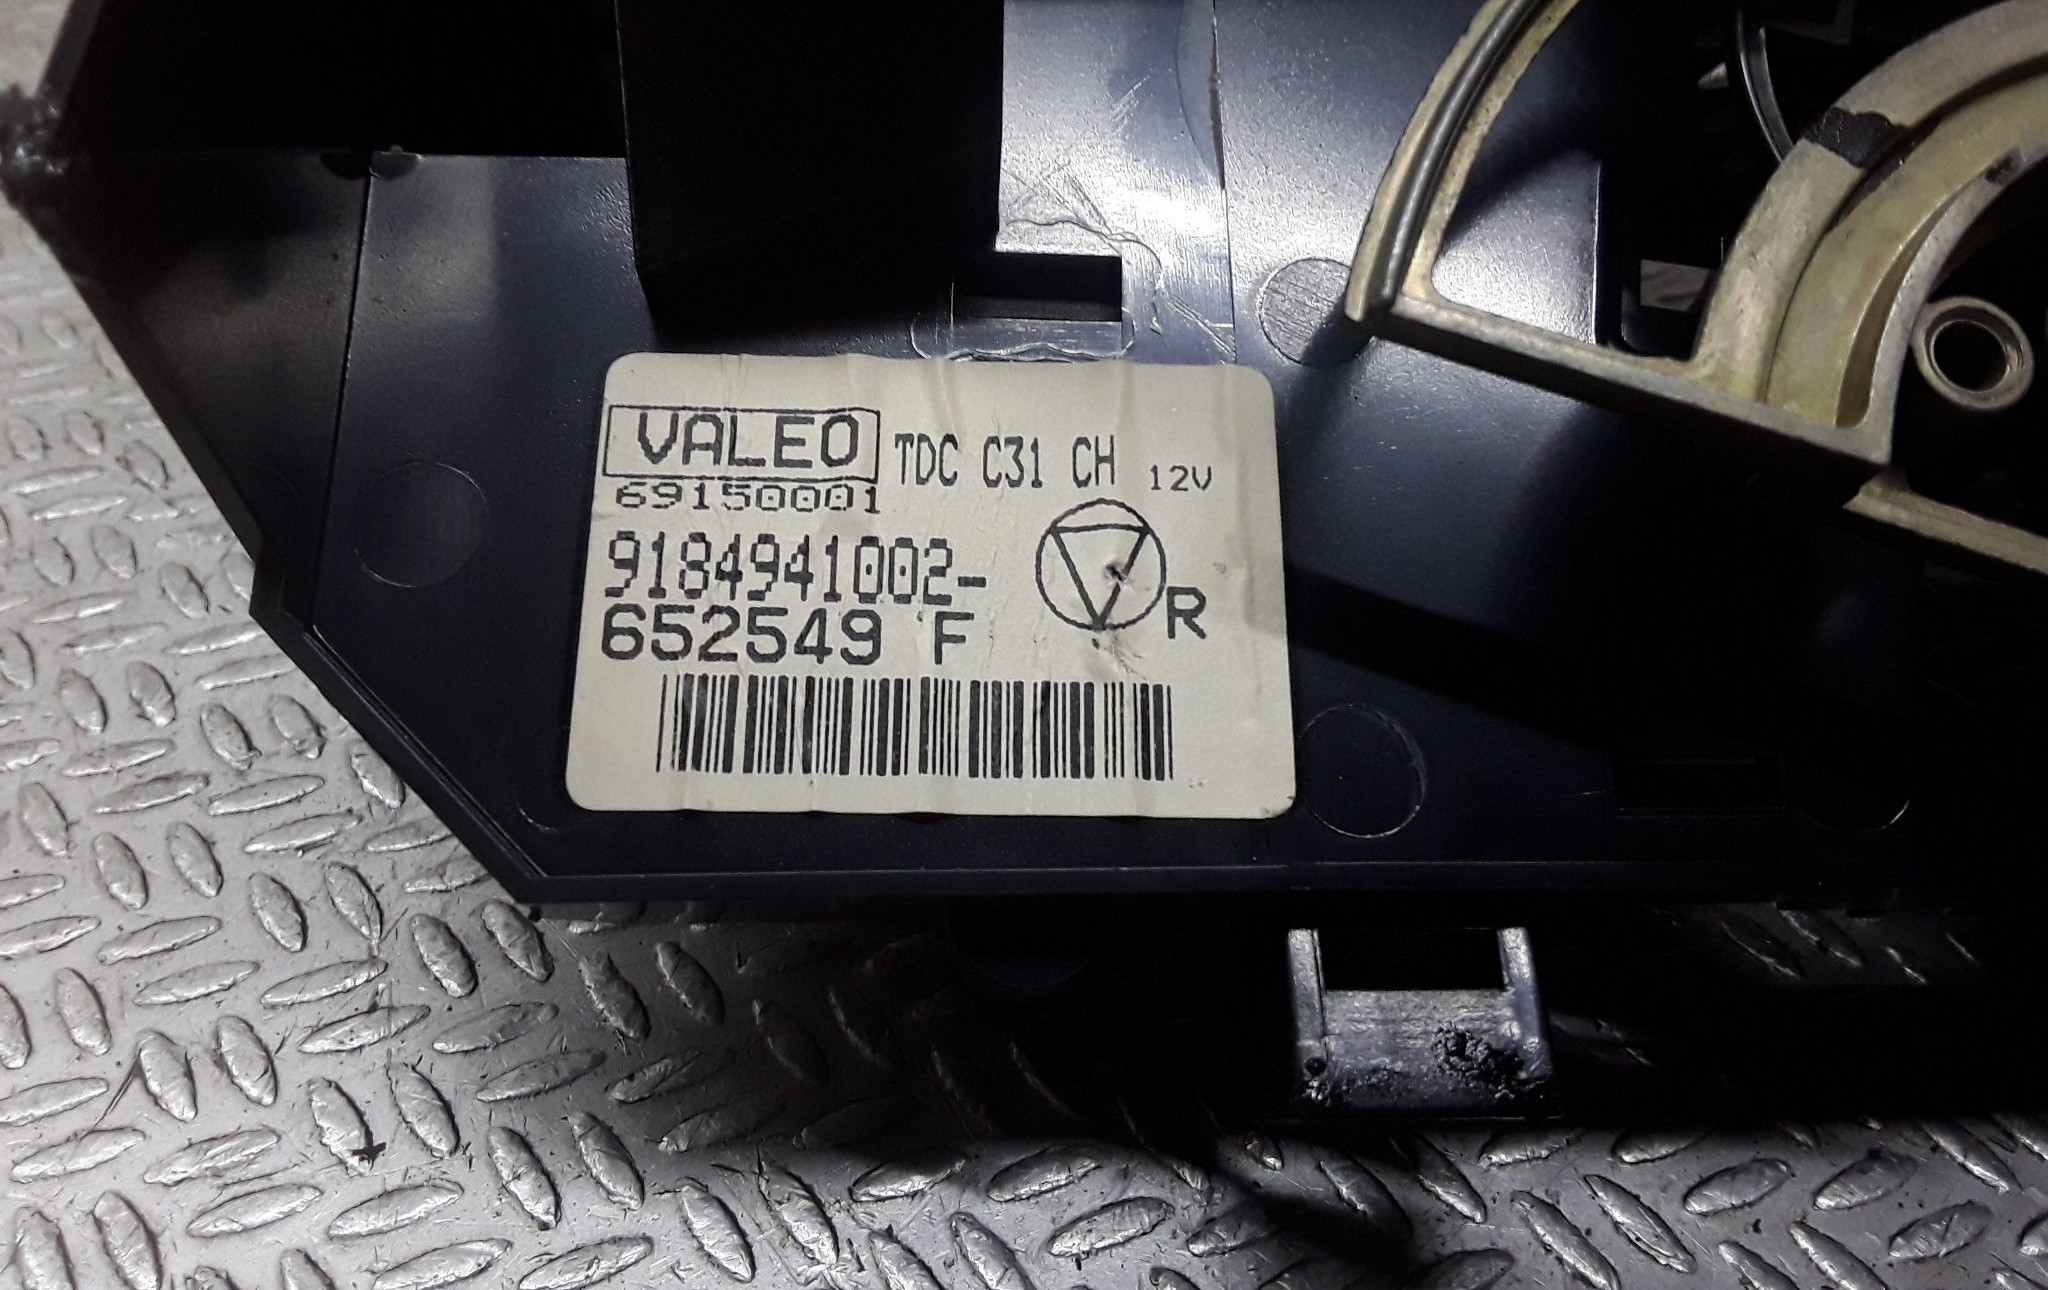 VALEO TDC C31 CH 12V
69150001
9184941002-
652549 F R